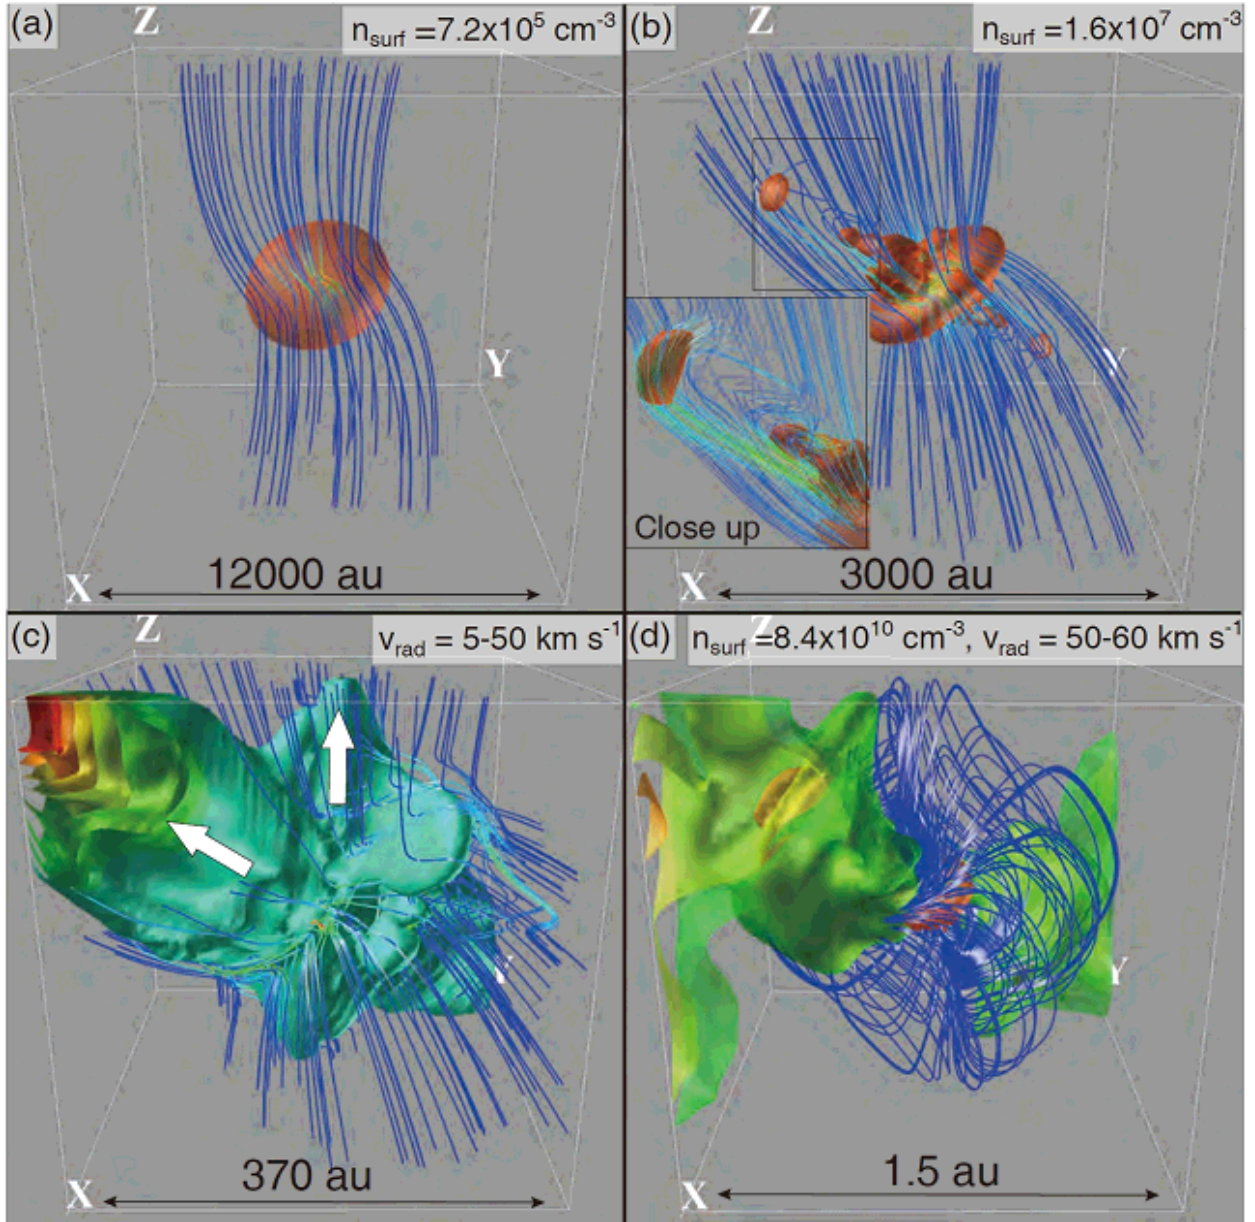 (a)
Z
n_surf =7.2x10^5 cm^-3
Y
X
12000 au
(b)
Z
n_surf =1.6x10^7 cm^-3
Y
Close up
X
3000 au
(c)
Z
v_rad = 5-50 km s^-1
Y
X
370 au
(d)
Z
n_surf =8.4x10^10 cm^-3, v_rad = 50-60 km s^-1
Y
X
1.5 au